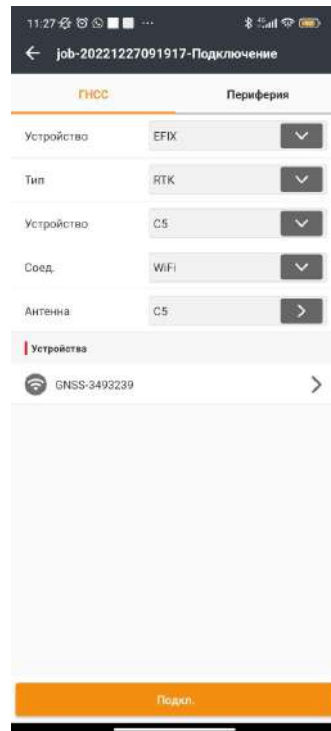 11:27
job-20221227091917-Подключение
ГНСС Периферия
Устройство EFIX
Тип RTK
Устройство C5
Соед. WiFi
Антенна C5
Устройства
GNSS-3493239
Подкл.